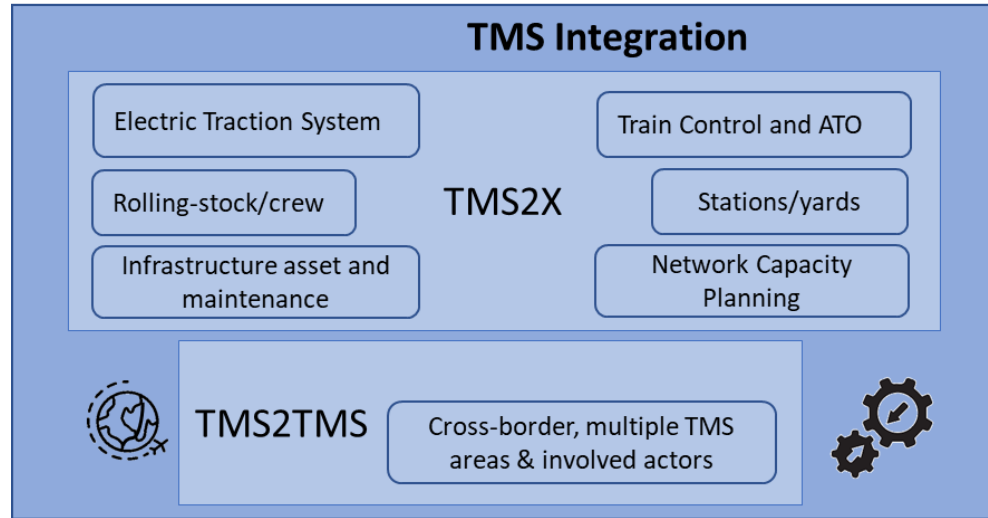 TMS Integration
Electric Traction System
Train Control and ATO
Rolling-stock/crew
TMS2X
Stations/yards
Infrastructure asset and
maintenance
Network Capacity
Planning
TMS2TMS
Cross-border, multiple TMS
areas & involved actors